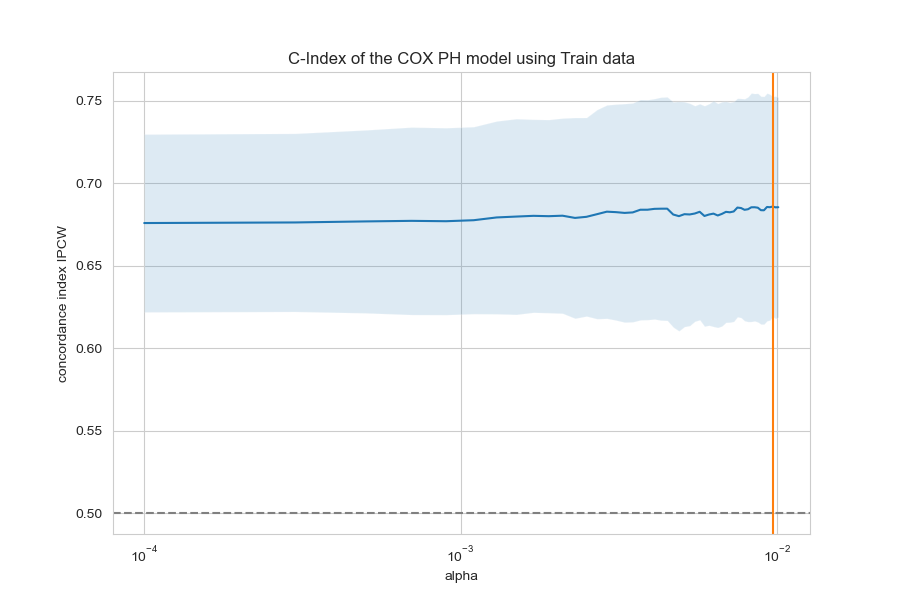 C-Index of the COX PH model using Train data
concordance index IPCW
0.75
0.70
0.65
0.60
0.55
0.50
10⁻⁴ 10⁻³ 10⁻²
alpha